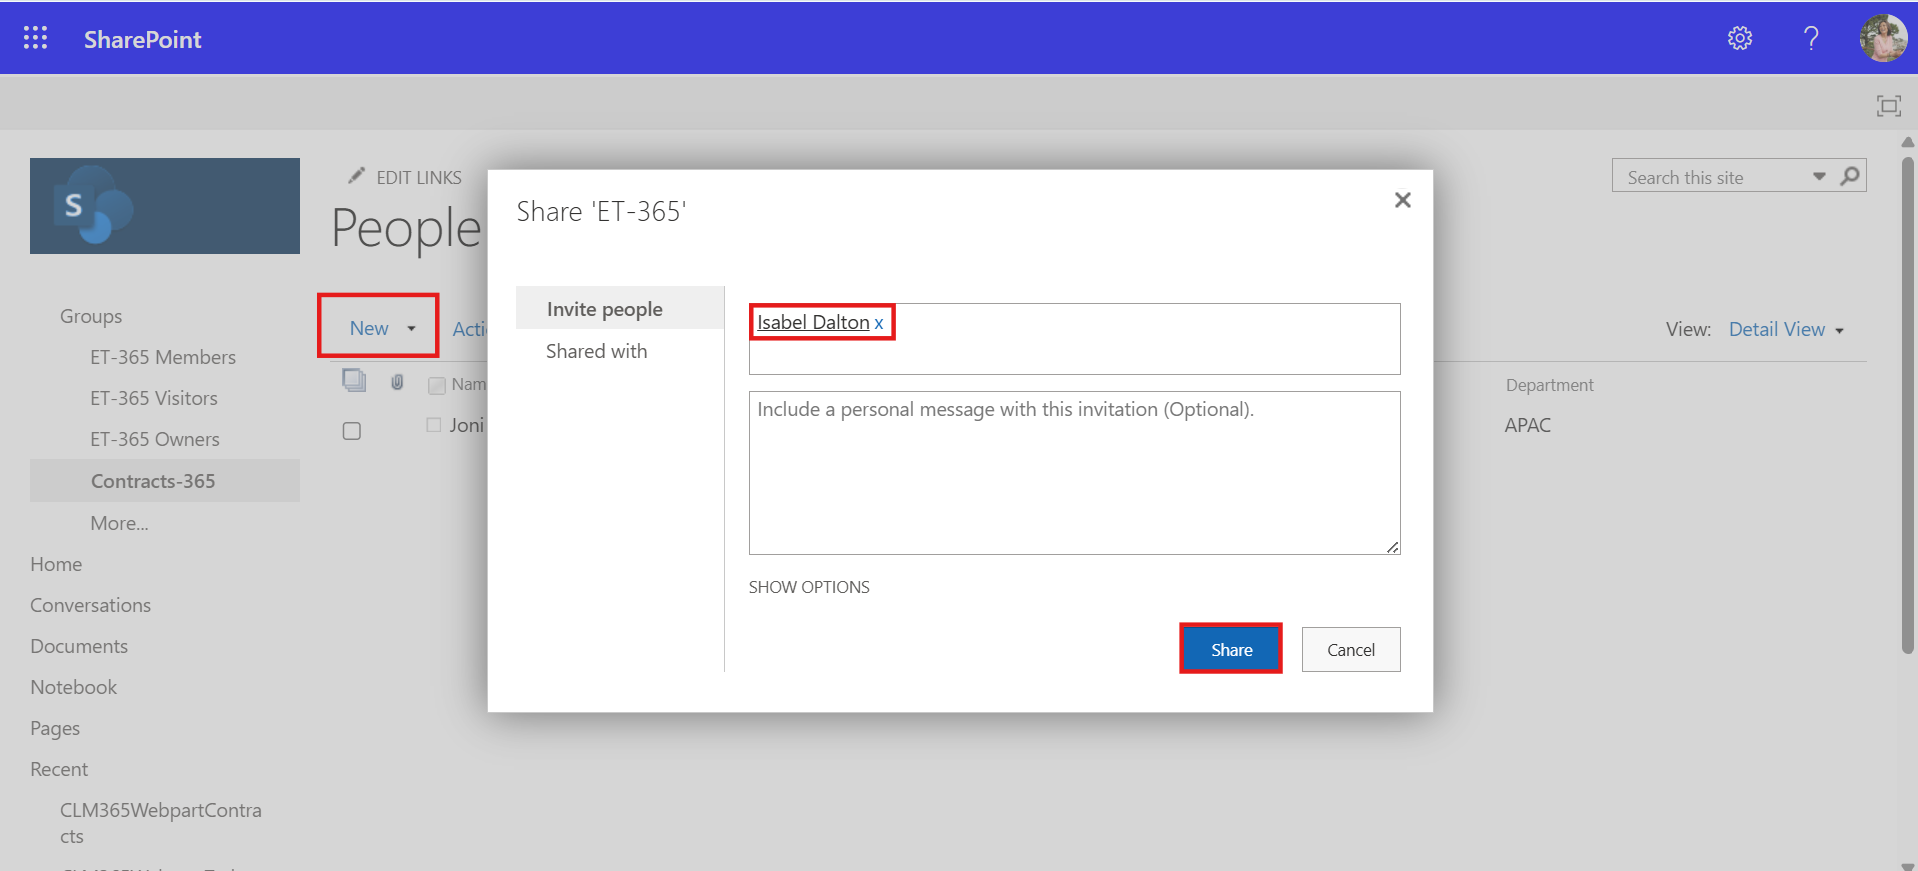 SharePoint
?
S
EDIT LINKS
Search this site
People
Share 'ET-365'
Groups
ET-365 Members
ET-365 Visitors
ET-365 Owners
Contracts-365
More...
Home
Conversations
Documents
Notebook
Pages
Recent
CLM365WebpartContra
cts
New
Acti
View: Detail View
Nam
Department
Joni
APAC
Invite people
Shared with
Isabel Dalton x
Include a personal message with this invitation (Optional).
SHOW OPTIONS
Share
Cancel